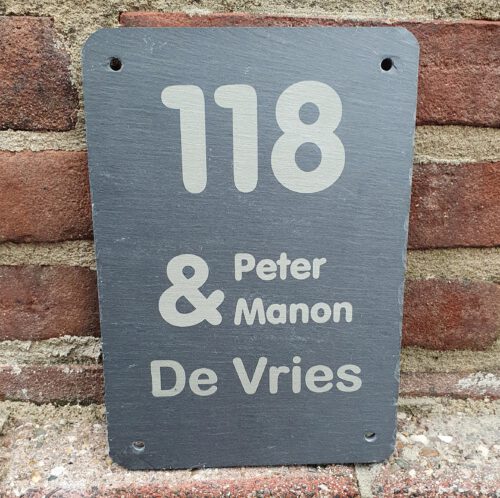 118
& Peter
Manon
De Vries